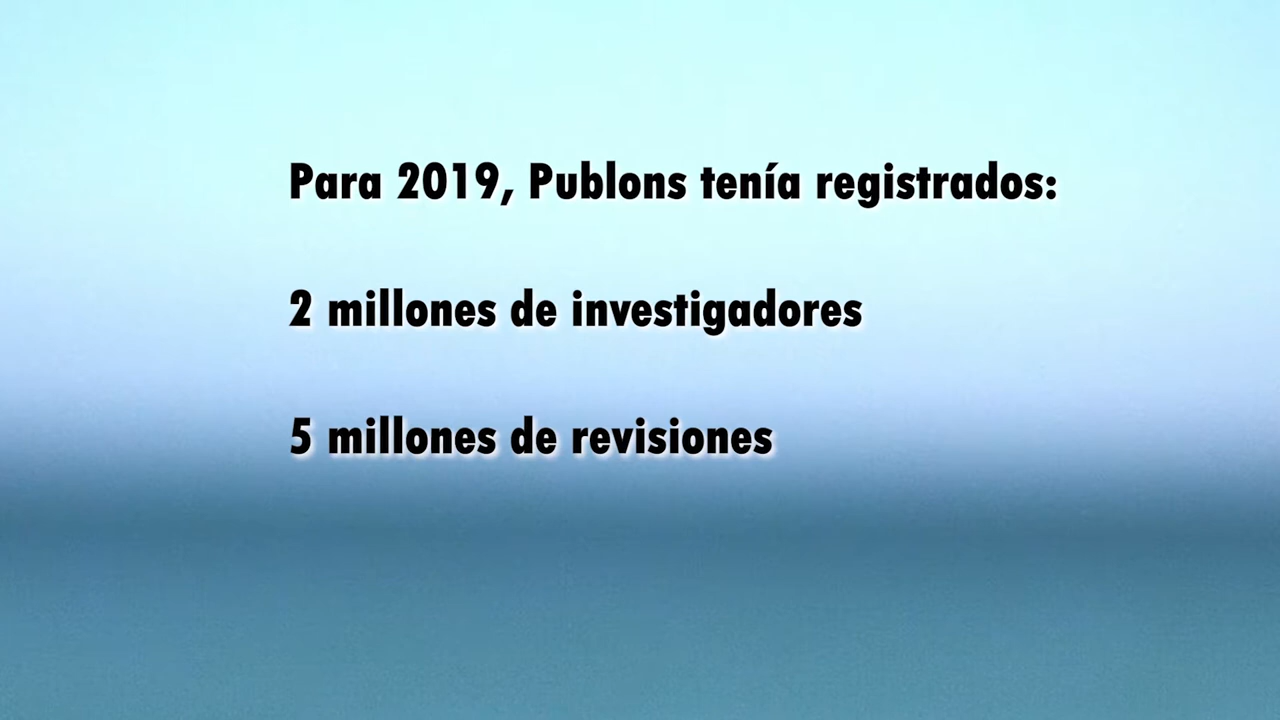 Para 2019, Publons tenía registrados:
2 millones de investigadores
5 millones de revisiones